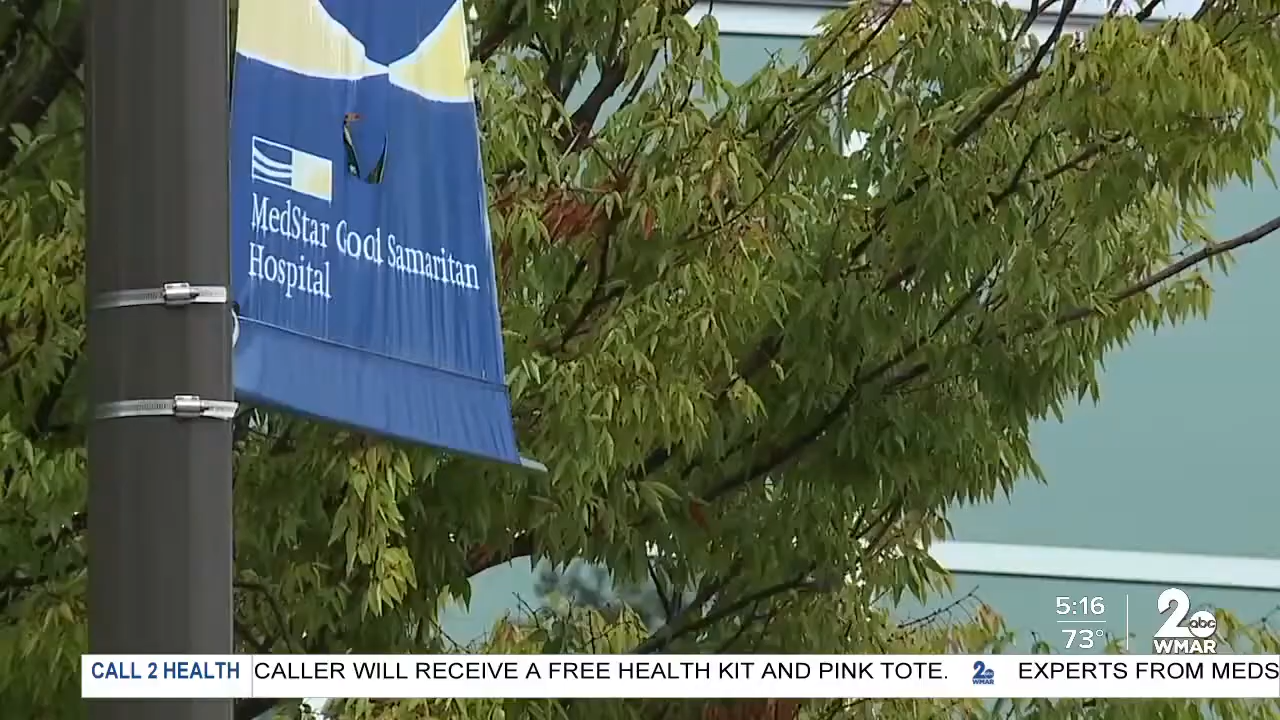 MedStar Good Samaritan
Hospital
5:16
73°
2 abc
WMAR
CALL 2 HEALTH
CALLER WILL RECEIVE A FREE HEALTH KIT AND PINK TOTE. 2 WMAR EXPERTS FROM MEDS